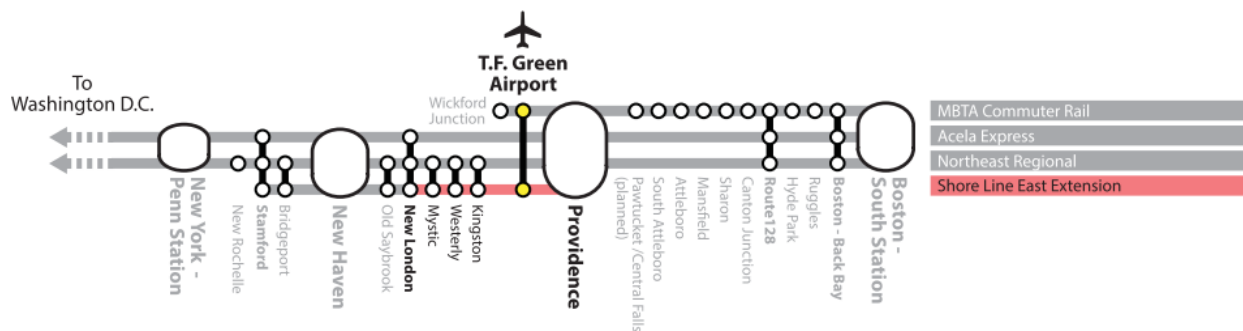 To
Washington D.C.
T.F. Green
Airport
Wickford
Junction
MBTA Commuter Rail
Acela Express
Northeast Regional
Shore Line East Extension
New York -
Penn Station
New Rochelle
Stamford
Bridgeport
New Haven
Old Saybrook
New London
Mystic
Westerly
Kingston
Providence
Pawtucket /Central Falls
(planned)
South Attleboro
Attleboro
Mansfield
Sharon
Canton Junction
Route128
Hyde Park
Ruggles
Boston - Back Bay
Boston -
South Station